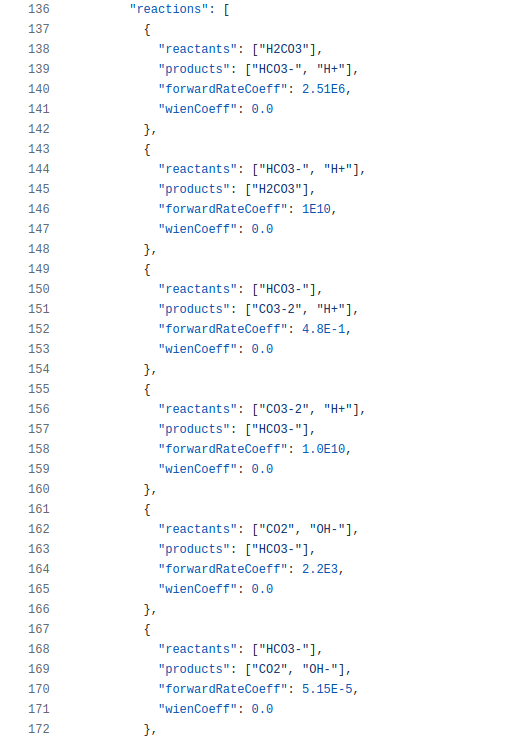 136 "reactions": [
137 {
138 "reactants": ["H2CO3"],
139 "products": ["HCO3-", "H+"],
140 "forwardRateCoeff": 2.51E6,
141 "wienCoeff": 0.0
142 },
143 {
144 "reactants": ["HCO3-", "H+"],
145 "products": ["H2CO3"],
146 "forwardRateCoeff": 1E10,
147 "wienCoeff": 0.0
148 },
149 {
150 "reactants": ["HCO3-"],
151 "products": ["CO3-2", "H+"],
152 "forwardRateCoeff": 4.8E-1,
153 "wienCoeff": 0.0
154 },
155 {
156 "reactants": ["CO3-2", "H+"],
157 "products": ["HCO3-"],
158 "forwardRateCoeff": 1.0E10,
159 "wienCoeff": 0.0
160 },
161 {
162 "reactants": ["CO2", "OH-"],
163 "products": ["HCO3-"],
164 "forwardRateCoeff": 2.2E3,
165 "wienCoeff": 0.0
166 },
167 {
168 "reactants": ["HCO3-"],
169 "products": ["CO2", "OH-"],
170 "forwardRateCoeff": 5.15E-5,
171 "wienCoeff": 0.0
172 },